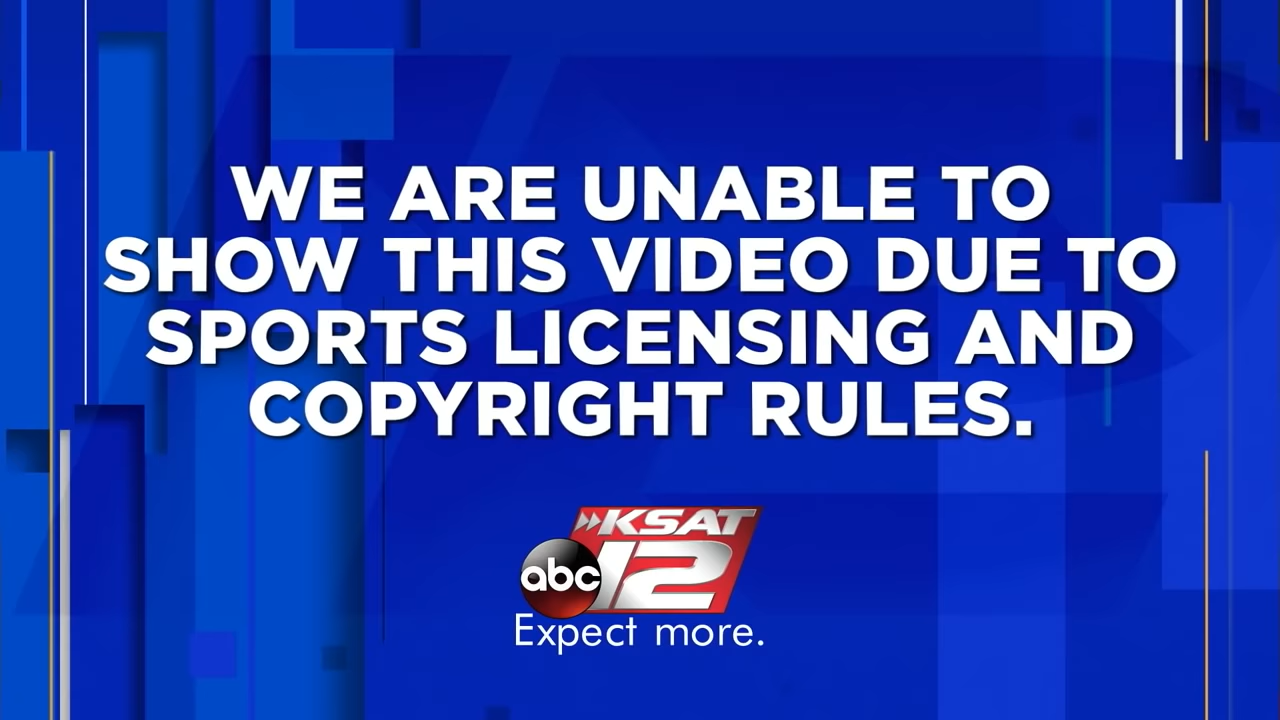 WE ARE UNABLE TO
SHOW THIS VIDEO DUE TO
SPORTS LICENSING AND
COPYRIGHT RULES.
KSAT
abc 12
Expect more.